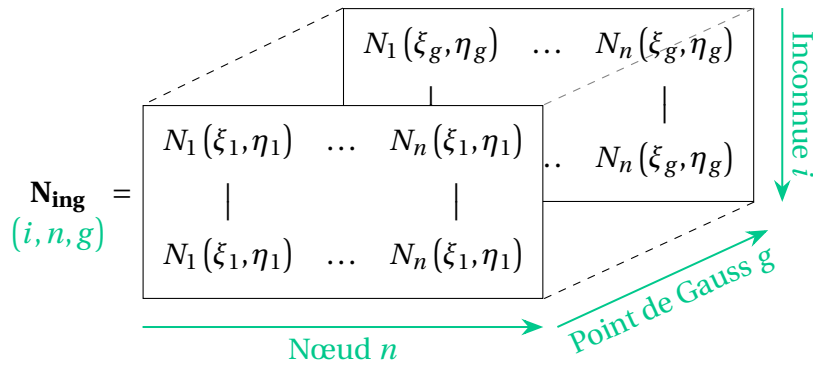 N₁(ξ_g, η_g) … N_n(ξ_g, η_g)
N₁(ξ₁, η₁) … N_n(ξ₁, η₁)
.. N_n(ξ_g, η_g)
N_ing =
(i, n, g)
N₁(ξ₁, η₁) … N_n(ξ₁, η₁)
Nœud n
Point de Gauss g
Inconnue i